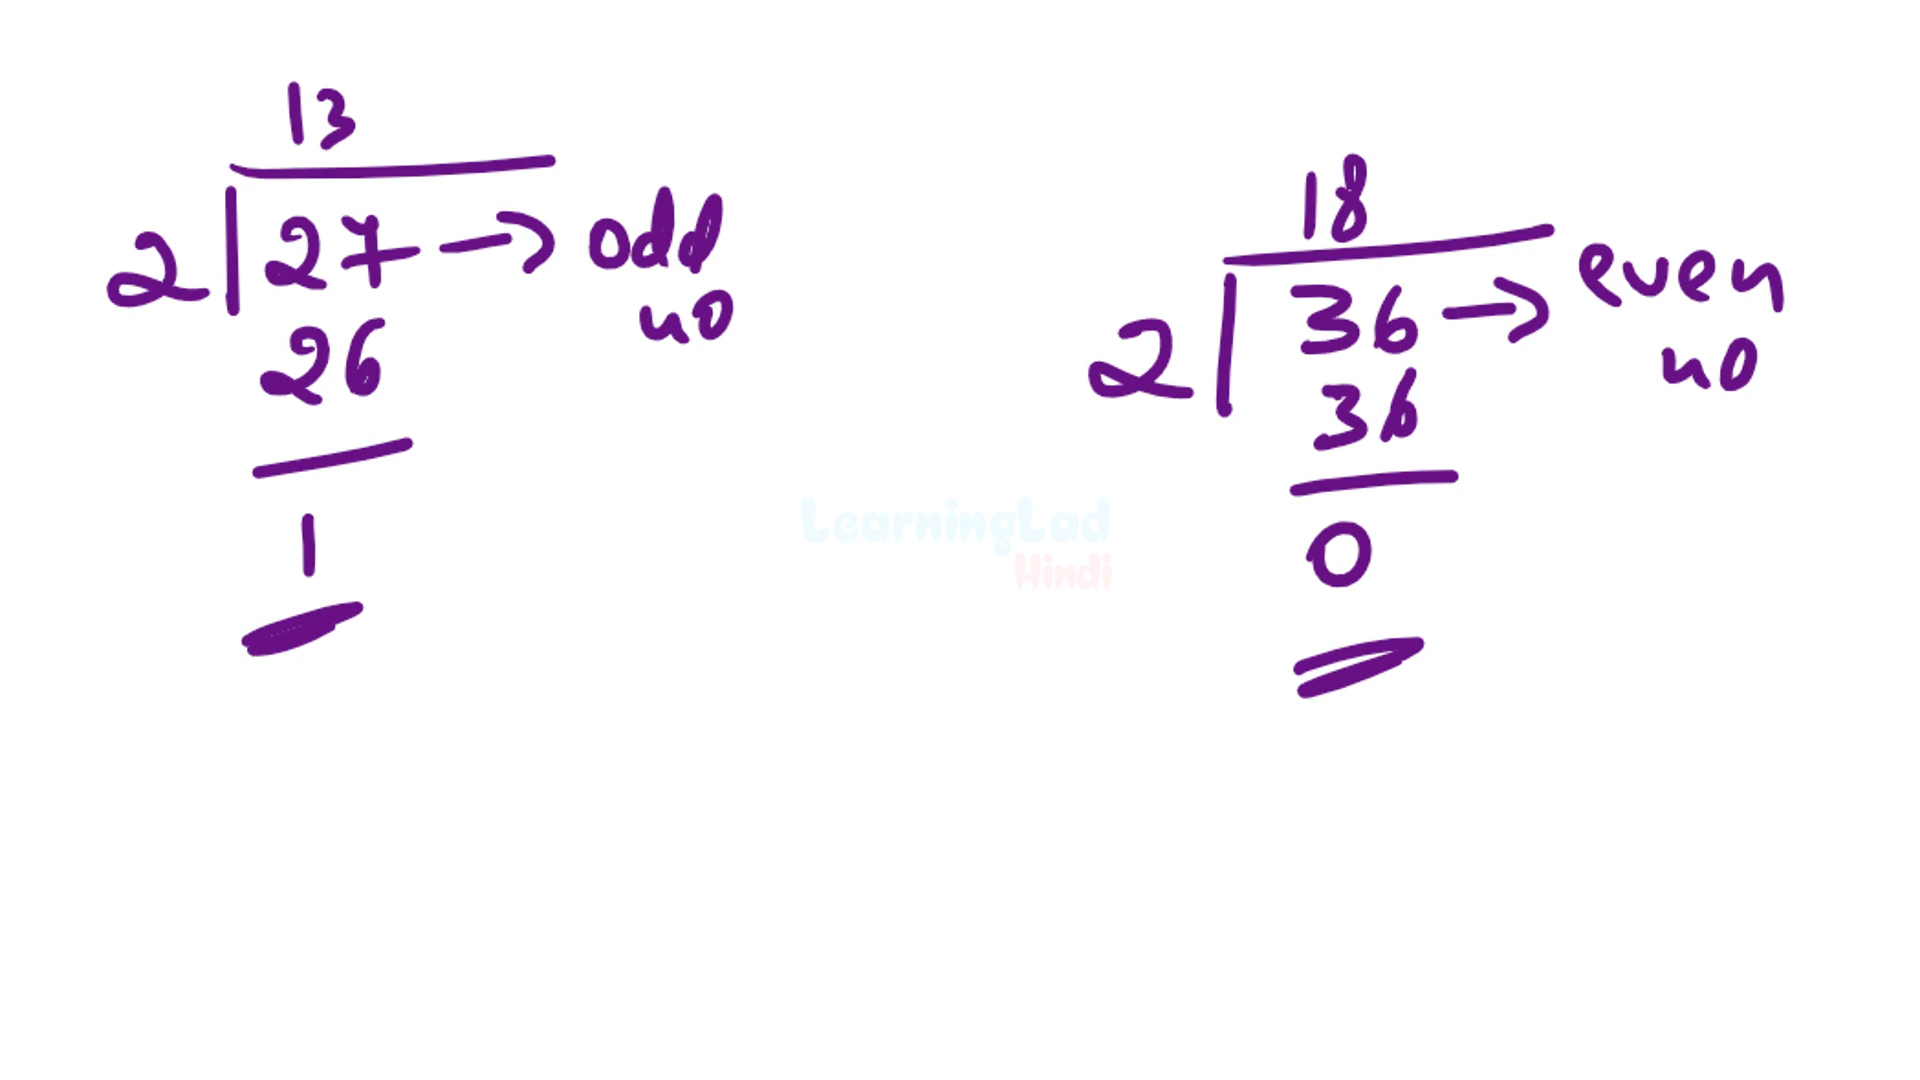 13
2 27 → odd
no
26
1
18
2 36 → even
no
36
0
LearningLad
Hindi